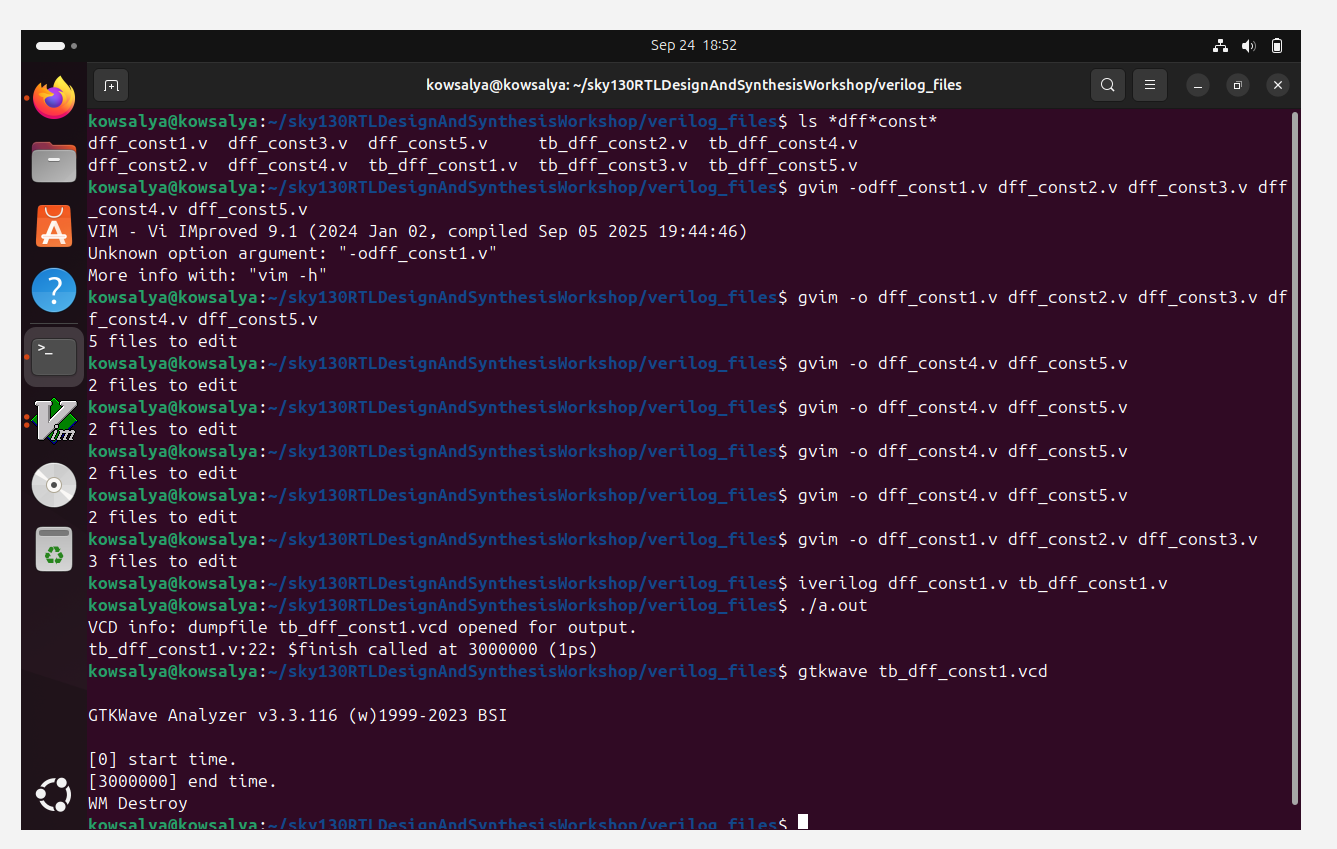 Sep 24 18:52
kowsalya@kowsalya: ~/sky130RTLDesignAndSynthesisWorkshop/verilog_files
kowsalya@kowsalya:~/sky130RTLDesignAndSynthesisWorkshop/verilog_files$ ls *dff*const*
dff_const1.v  dff_const3.v  dff_const5.v     tb_dff_const2.v  tb_dff_const4.v
dff_const2.v  dff_const4.v  tb_dff_const1.v  tb_dff_const3.v  tb_dff_const5.v
kowsalya@kowsalya:~/sky130RTLDesignAndSynthesisWorkshop/verilog_files$ gvim -odff_const1.v dff_const2.v dff_const3.v dff
_const4.v dff_const5.v
VIM - Vi IMproved 9.1 (2024 Jan 02, compiled Sep 05 2025 19:44:46)
Unknown option argument: "-odff_const1.v"
More info with: "vim -h"
kowsalya@kowsalya:~/sky130RTLDesignAndSynthesisWorkshop/verilog_files$ gvim -o dff_const1.v dff_const2.v dff_const3.v df
f_const4.v dff_const5.v
5 files to edit
kowsalya@kowsalya:~/sky130RTLDesignAndSynthesisWorkshop/verilog_files$ gvim -o dff_const4.v dff_const5.v
2 files to edit
kowsalya@kowsalya:~/sky130RTLDesignAndSynthesisWorkshop/verilog_files$ gvim -o dff_const4.v dff_const5.v
2 files to edit
kowsalya@kowsalya:~/sky130RTLDesignAndSynthesisWorkshop/verilog_files$ gvim -o dff_const4.v dff_const5.v
2 files to edit
kowsalya@kowsalya:~/sky130RTLDesignAndSynthesisWorkshop/verilog_files$ gvim -o dff_const4.v dff_const5.v
2 files to edit
kowsalya@kowsalya:~/sky130RTLDesignAndSynthesisWorkshop/verilog_files$ gvim -o dff_const1.v dff_const2.v dff_const3.v
3 files to edit
kowsalya@kowsalya:~/sky130RTLDesignAndSynthesisWorkshop/verilog_files$ iverilog dff_const1.v tb_dff_const1.v
kowsalya@kowsalya:~/sky130RTLDesignAndSynthesisWorkshop/verilog_files$ ./a.out
VCD info: dumpfile tb_dff_const1.vcd opened for output.
tb_dff_const1.v:22: $finish called at 3000000 (1ps)
kowsalya@kowsalya:~/sky130RTLDesignAndSynthesisWorkshop/verilog_files$ gtkwave tb_dff_const1.vcd
GTKWave Analyzer v3.3.116 (w)1999-2023 BSI
[0] start time.
[3000000] end time.
WM Destroy
kowsalya@kowsalya:~/sky130RTLDesignAndSynthesisWorkshop/verilog_files$